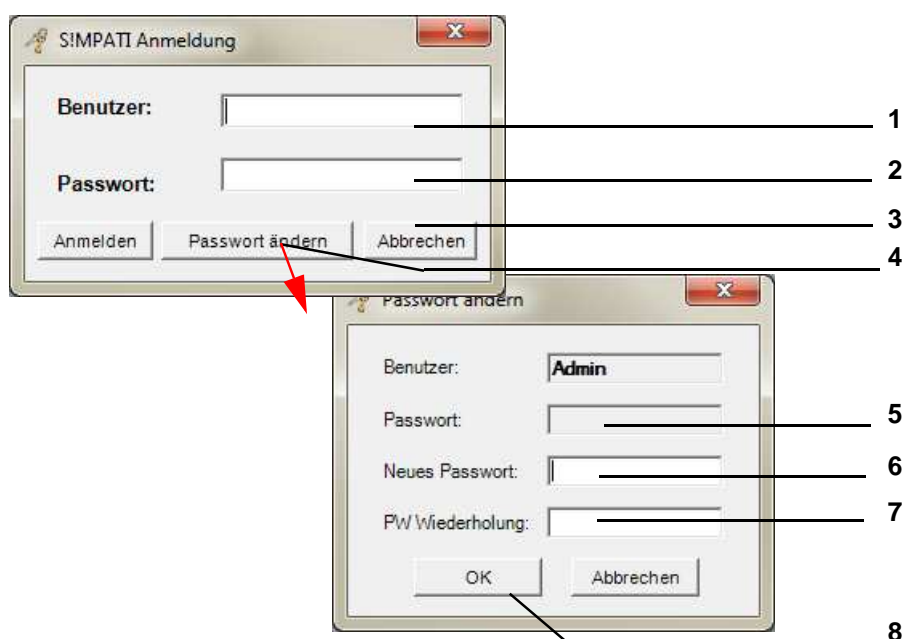 S!MPATI Anmeldung
Benutzer:
1
Passwort:
2
3
Anmelden Passwort ändern Abbrechen
4
Passwort ändern
Benutzer: Admin
Passwort:
5
Neues Passwort:
6
PW Wiederholung:
7
OK Abbrechen
8